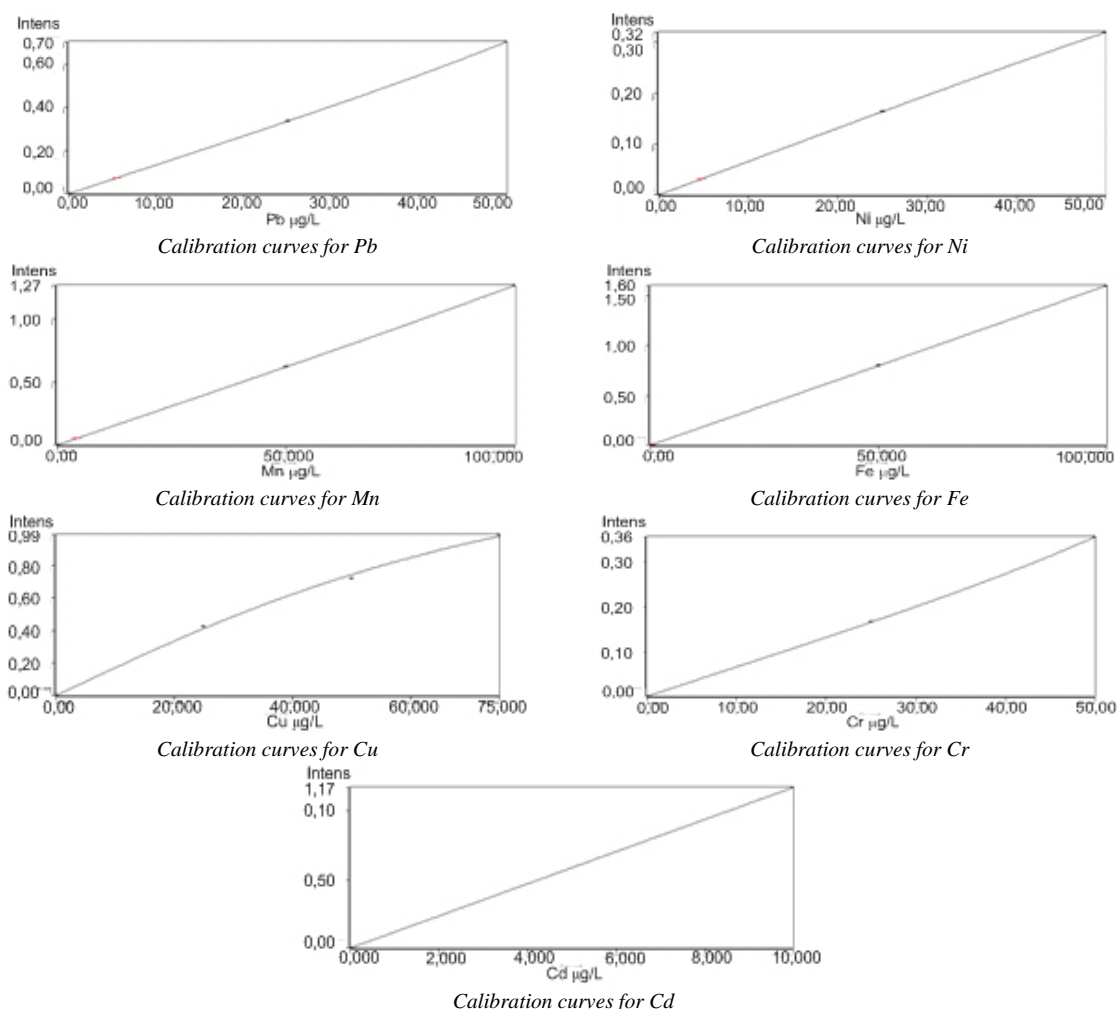 Intens
0,70
0,60
0,40
0,20
0,00
0,00 10,00 20,00 30,00 40,00 50,00
Pb µg/L
Calibration curves for Pb
Intens
0,32
0,30
0,20
0,10
0,00
0,00 10,00 20,00 30,00 40,00 50,00
Ni µg/L
Calibration curves for Ni
Intens
1,27
1,00
0,50
0,00
0,00 50,000 100,000
Mn µg/L
Calibration curves for Mn
Intens
1,60
1,50
1,00
0,50
0,00
0,00 50,000 100,000
Fe µg/L
Calibration curves for Fe
Intens
0,99
0,80
0,60
0,40
0,20
0,00
0,00 20,000 40,000 60,000 75,000
Cu µg/L
Calibration curves for Cu
Intens
0,36
0,30
0,20
0,10
0,00
0,00 10,00 20,00 30,00 40,00 50,00
Cr µg/L
Calibration curves for Cr
Intens
1,17
0,10
0,50
0,00
0,000 2,000 4,000 6,000 8,000 10,000
Cd µg/L
Calibration curves for Cd